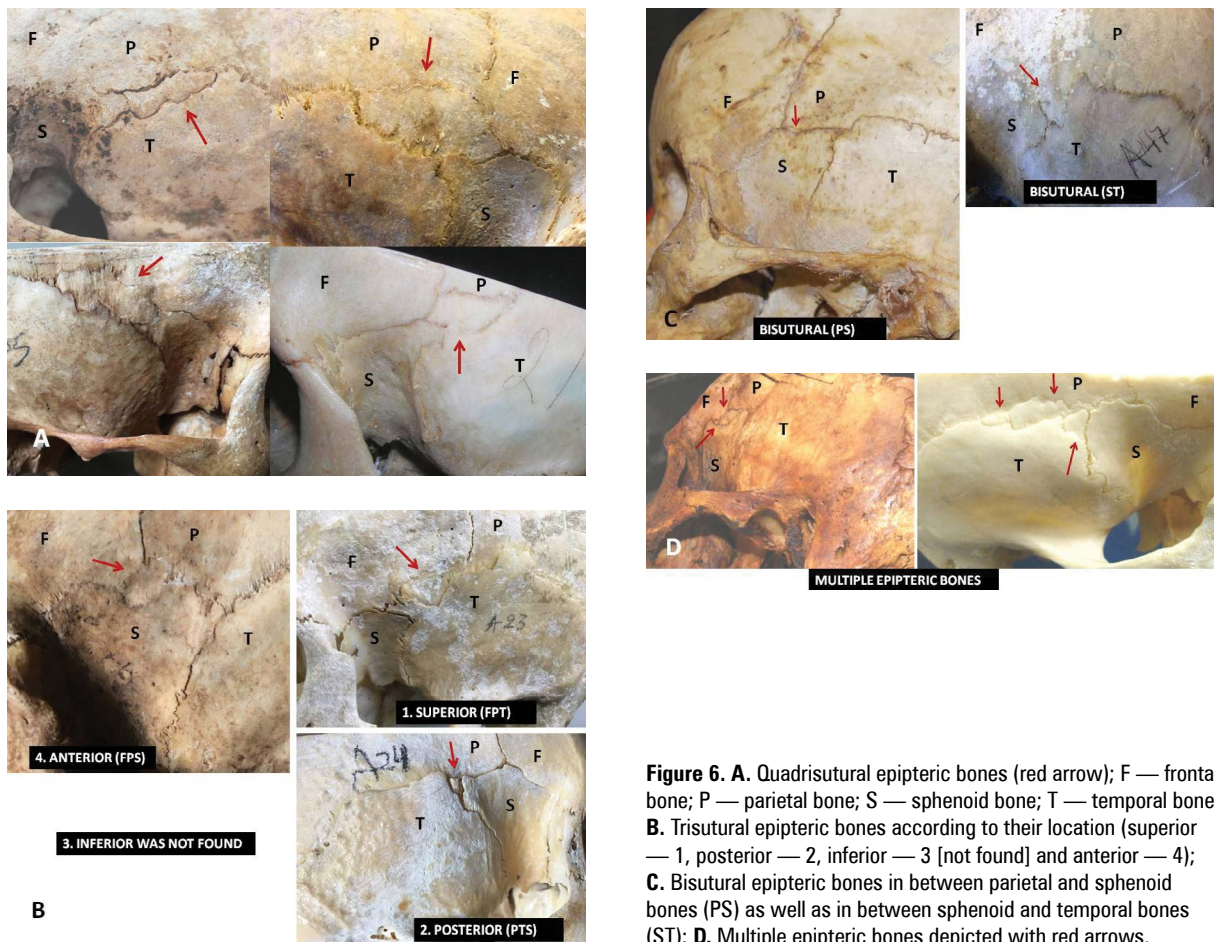 F
P
S
T
P
F
T
S
A
F
P
S
T
F
P
S
T
C
BISUTURAL (PS)
F
P
S
T
A 47
BISUTURAL (ST)
F
P
S
T
4. ANTERIOR (FPS)
F
P
S
T
A 23
1. SUPERIOR (FPT)
A24
P
F
T
S
2. POSTERIOR (PTS)
3. INFERIOR WAS NOT FOUND
B
F
P
T
S
D
P
F
T
S
MULTIPLE EPIPTERIC BONES
Figure 6. A. Quadrisutural epipteric bones (red arrow); F — fronta
bone; P — parietal bone; S — sphenoid bone; T — temporal bone
B. Trisutural epipteric bones according to their location (superior
— 1, posterior — 2, inferior — 3 [not found] and anterior — 4);
C. Bisutural epipteric bones in between parietal and sphenoid
bones (PS) as well as in between sphenoid and temporal bones
(ST); D. Multiple epipteric bones depicted with red arrows.